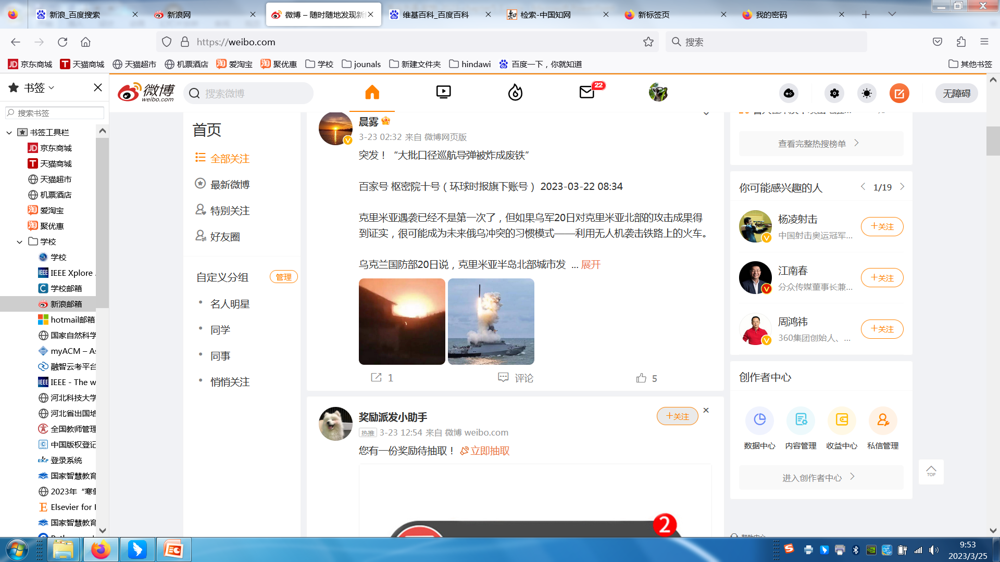 新浪_百度搜索
新浪网
微博 – 随时随地发现新
维基百科_百度百科
检索-中国知网
新标签页
我的密码
https://weibo.com
搜索
京东商城
天猫商城
天猫超市
机票酒店
爱淘宝
聚优惠
学校
jounals
新建文件夹
hindawi
百度一下，你就知道
其他书签
书签
搜索书签
书签工具栏
京东商城
天猫商城
天猫超市
机票酒店
爱淘宝
聚优惠
学校
学校
IEEE Xplore
学校邮箱
新浪邮箱
hotmail邮箱
国家自然科学
myACM – As
融智云考平台
IEEE - The w
河北科技大学
河北省出国培
全国教师管理
中国版权登记
登录系统
国家智慧教育
2023年“寒假
Elsevier for
国家智慧教育
微博
weibo.com
搜索微博
22
无障碍
首页
全部关注
最新微博
特别关注
好友圈
自定义分组
管理
名人明星
同学
同事
悄悄关注
晨雾
3-23 02:32 来自 微博网页版
突发！“大批口径巡航导弹被炸成废铁”
百家号 枢密院十号（环球时报旗下账号） 2023-03-22 08:34
克里米亚遇袭已经不是第一次了，但如果乌军20日对克里米亚北部的攻击成果得
到证实，很可能成为未来俄乌冲突的习惯模式——利用无人机袭击铁路上的火车。
乌克兰国防部20日说，克里米亚半岛北部城市发 ... 展开
1
评论
5
奖励派发小助手
+关注
热推 3-23 12:54 来自 微博 weibo.com
您有一份奖励待抽取！ 立即抽取
2
查看完整热搜榜单
你可能感兴趣的人
1/19
杨凌射击
中国射击奥运冠军...
+关注
江南春
分众传媒董事长兼...
+关注
周鸿祎
360集团创始人、...
+关注
创作者中心
数据中心
内容管理
收益中心
私信管理
进入创作者中心
TOP
9:53
2023/3/25